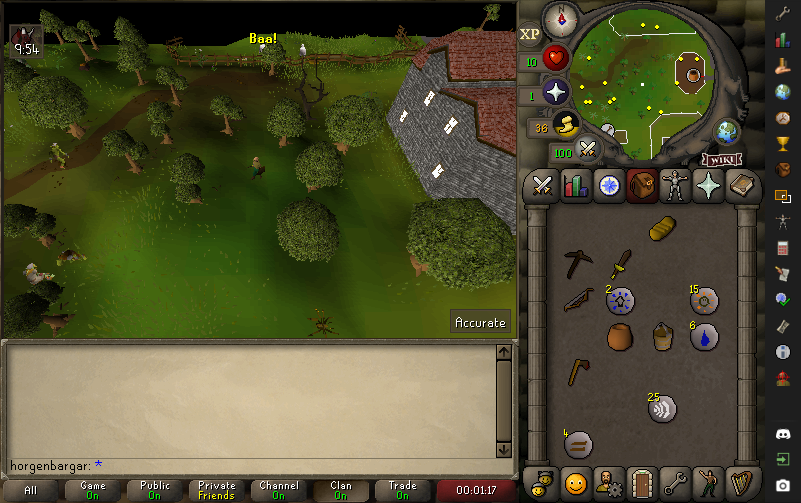 Baa!
9:54
XP
10
1
36
100
WIKI
2
15
6
25
4
Accurate
horgenbargar: *
All
Game
On
Public
On
Private
Friends
Channel
On
Clan
On
Trade
On
00:01:17